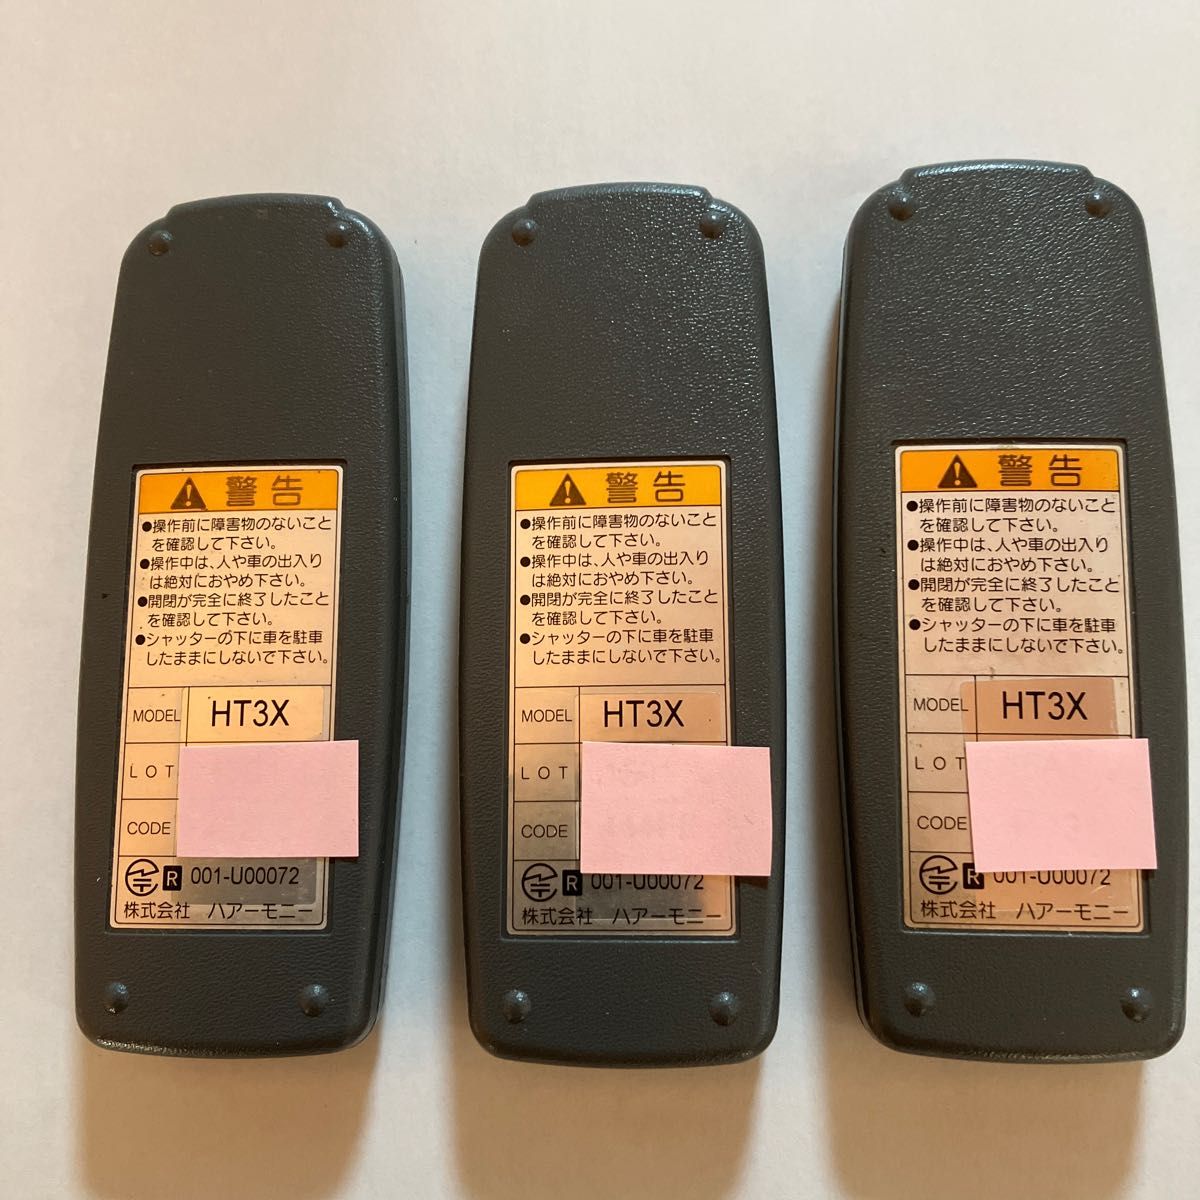 警告
●操作前に障害物のないこと
を確認して下さい。
●操作中は、人や車の出入り
は絶対におやめ下さい。
●開閉が完全に終了したこと
を確認して下さい。
●シャッターの下に車を駐車
したままにしないで下さい。
MODEL HT3X
LOT
CODE
R 001-U00072
株式会社 ハアーモニー
警告
●操作前に障害物のないこと
を確認して下さい。
●操作中は、人や車の出入り
は絶対におやめ下さい。
●開閉が完全に終了したこと
を確認して下さい。
●シャッターの下に車を駐車
したままにしないで下さい。
MODEL HT3X
LOT
CODE
R 001-U00072
株式会社 ハアーモニー
警告
●操作前に障害物のないこと
を確認して下さい。
●操作中は、人や車の出入り
は絶対におやめ下さい。
●開閉が完全に終了したこと
を確認して下さい。
●シャッターの下に車を駐車
したままにしないで下さい。
MODEL HT3X
LOT
CODE
R 001-U00072
株式会社 ハアーモニー